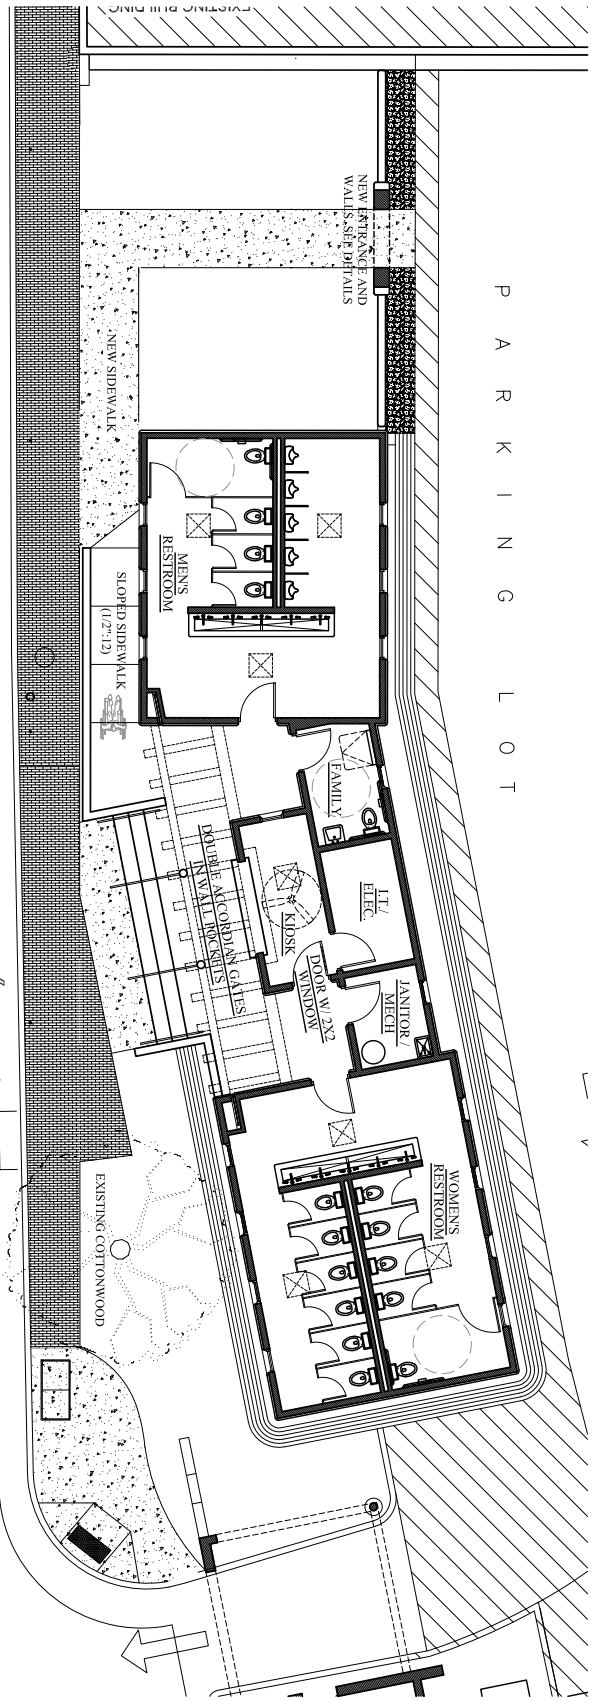 EXISTING BUILDING
NEW ENTRANCE AND
WALLS, SEE DETAILS
PARKING LOT
NEW SIDEWALK
MEN'S
RESTROOM
SLOPED SIDEWALK
(1/2":12)
FAMILY
DOUBLE ACCORDIAN GATES
IN WALL POCKETS
KIOSK
I.T./
ELEC.
DOOR W/ 2X2
WINDOW
JANITOR /
MECH
WOMEN'S
RESTROOM
EXISTING COTTONWOOD